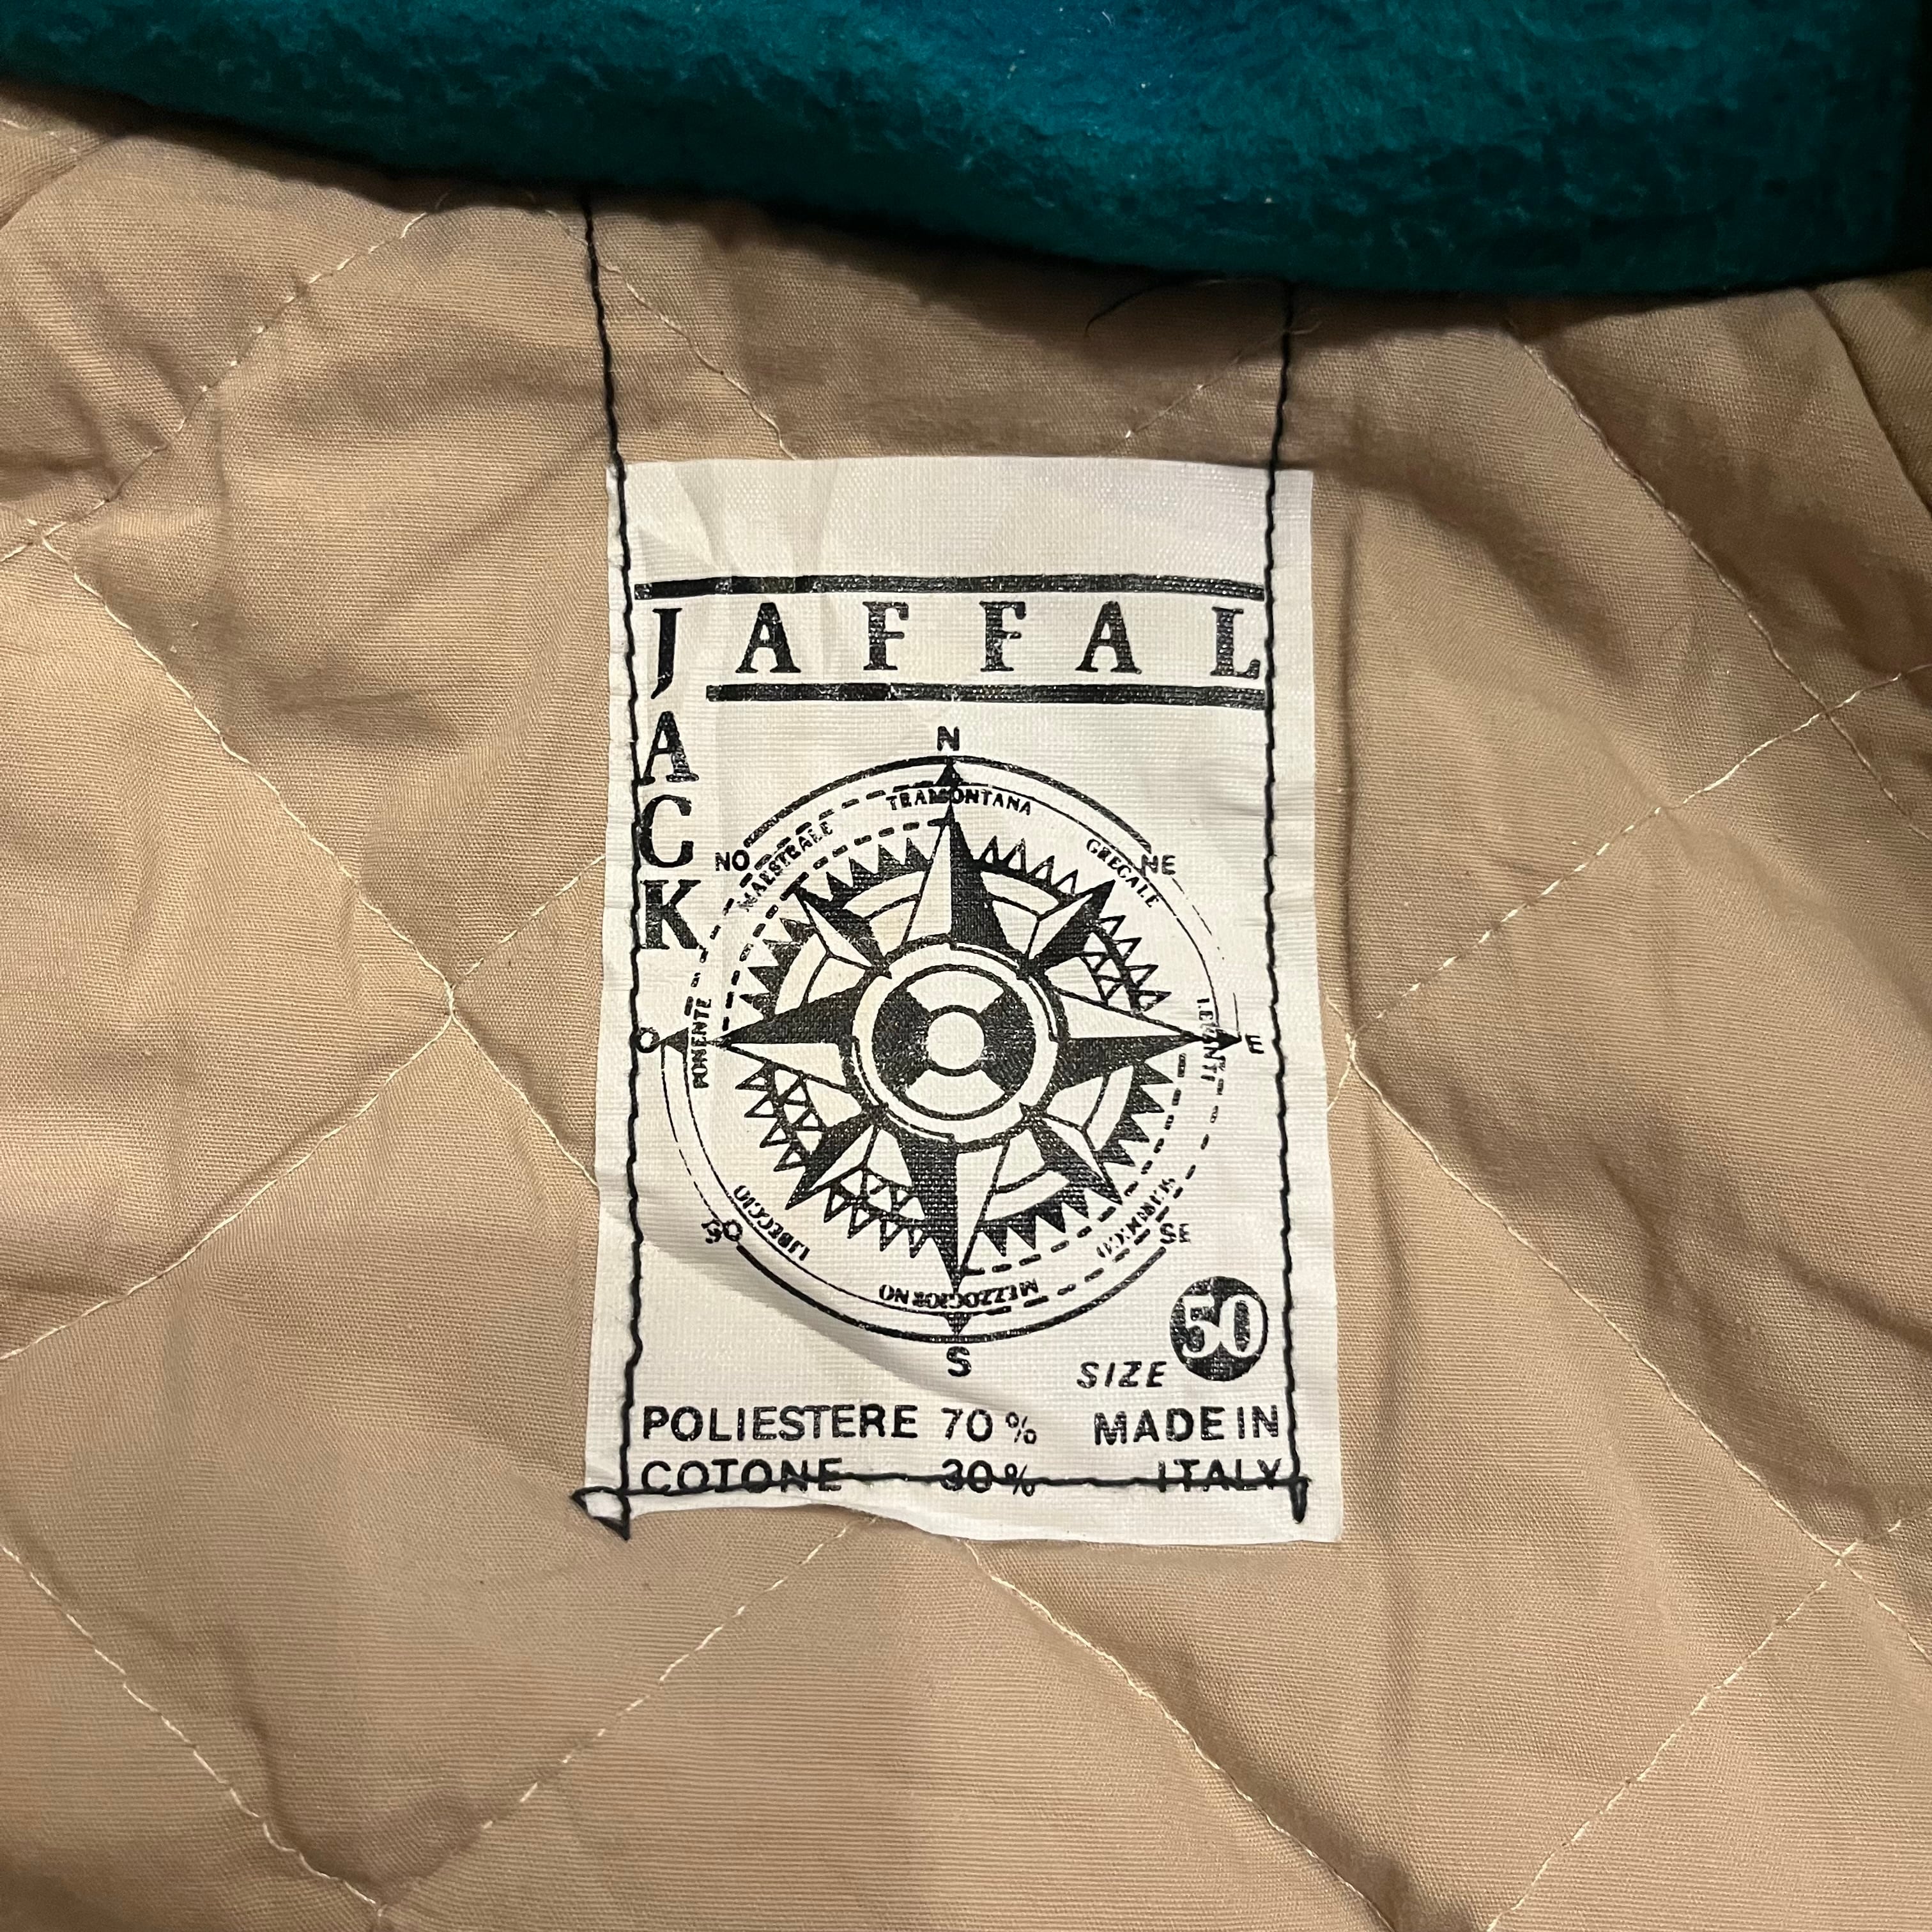 JAFFAL
JACK
N
TRAMONTANA
NO
MAESTRALE
GRECALE
NE
O
PONENTE
LEVANTE
E
SO
LIBECCIO
SE
MEZZOGIORNO
S
SIZE 50
POLIESTERE 70% MADE IN
COTONE 30% ITALY